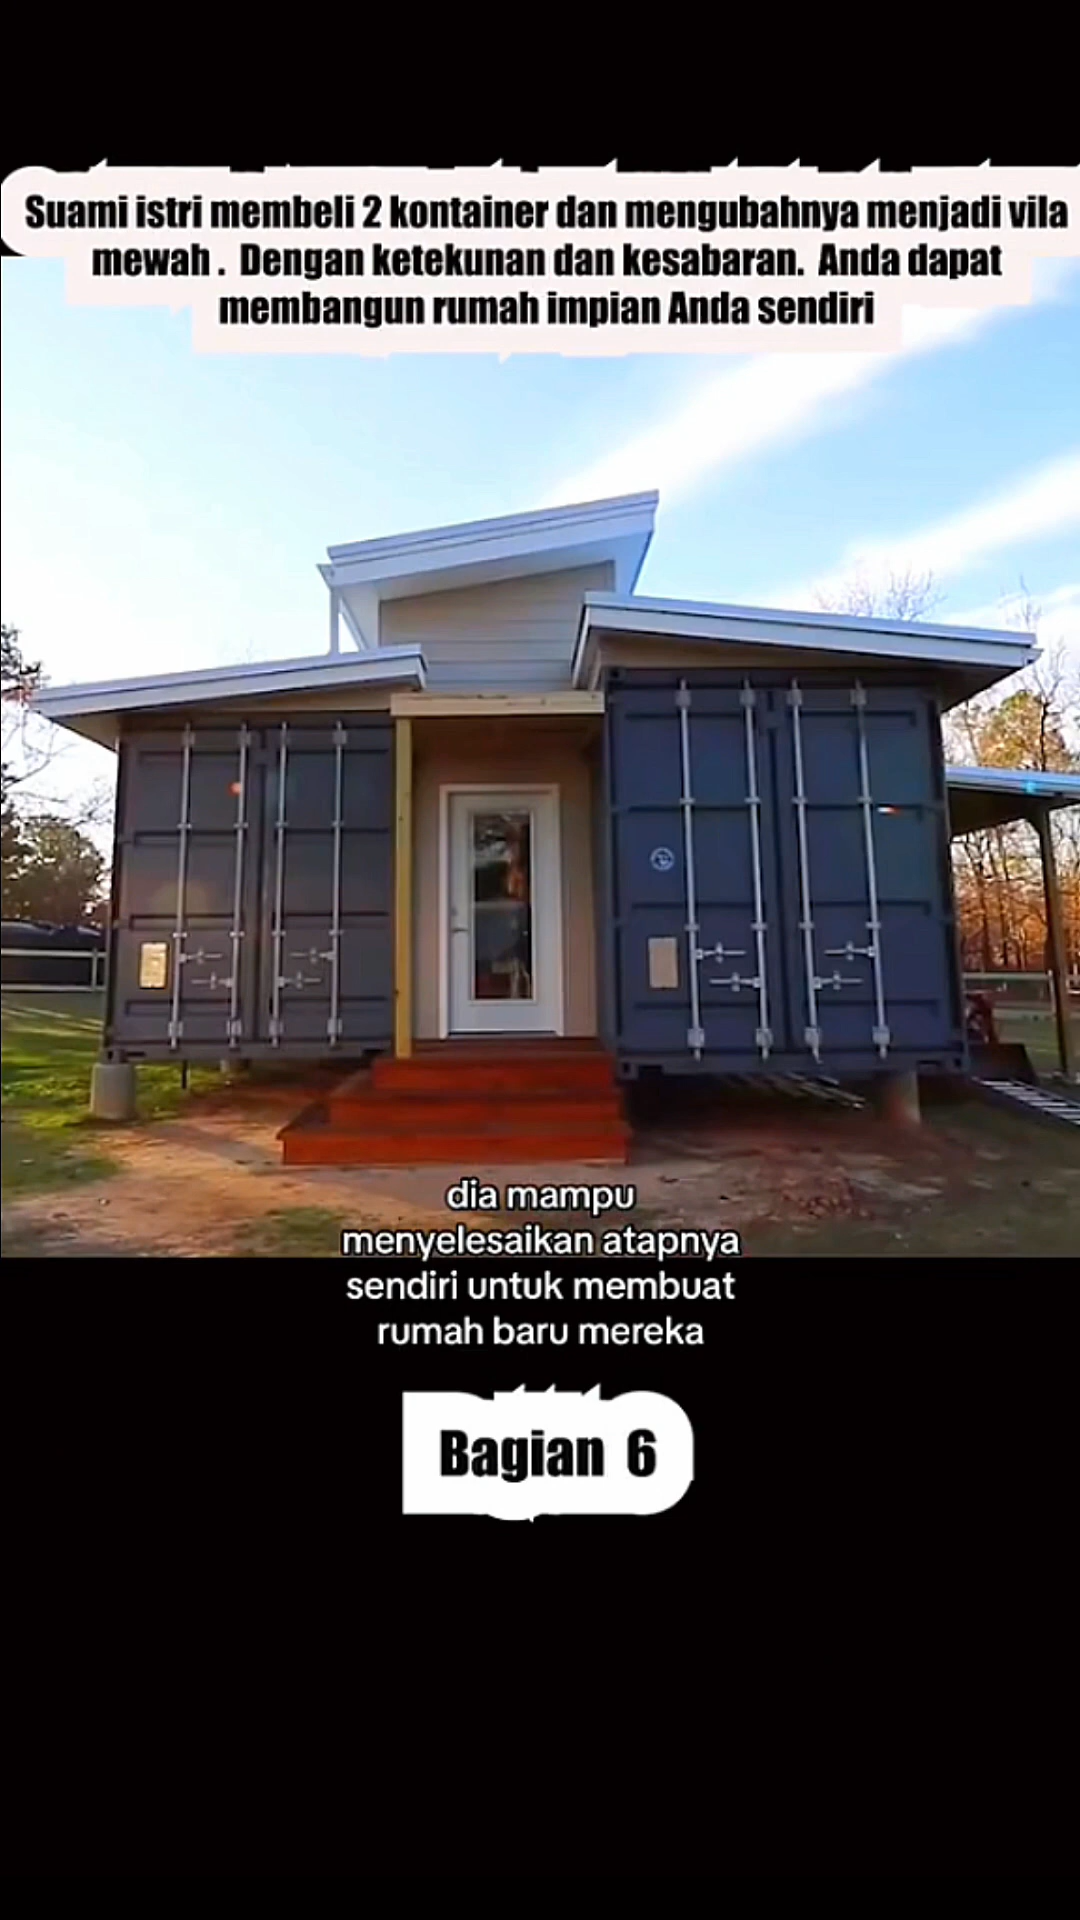 Suami istri membeli 2 kontainer dan mengubahnya menjadi vila
mewah . Dengan ketekunan dan kesabaran. Anda dapat
membangun rumah impian Anda sendiri
dia mampu
menyelesaikan atapnya
sendiri untuk membuat
rumah baru mereka
Bagian 6